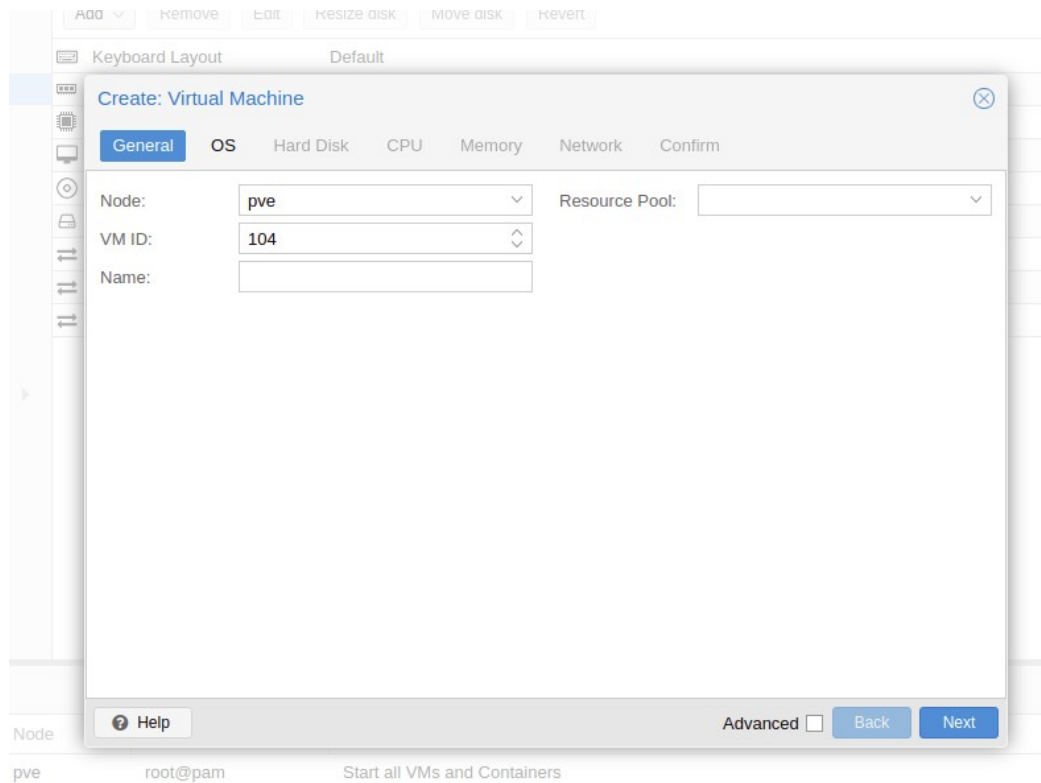 Add Remove Edit Resize disk Move disk Revert
Keyboard Layout Default
Create: Virtual Machine
General OS Hard Disk CPU Memory Network Confirm
Node: pve Resource Pool:
VM ID: 104
Name:
Help Advanced Back Next
Node
pve root@pam Start all VMs and Containers